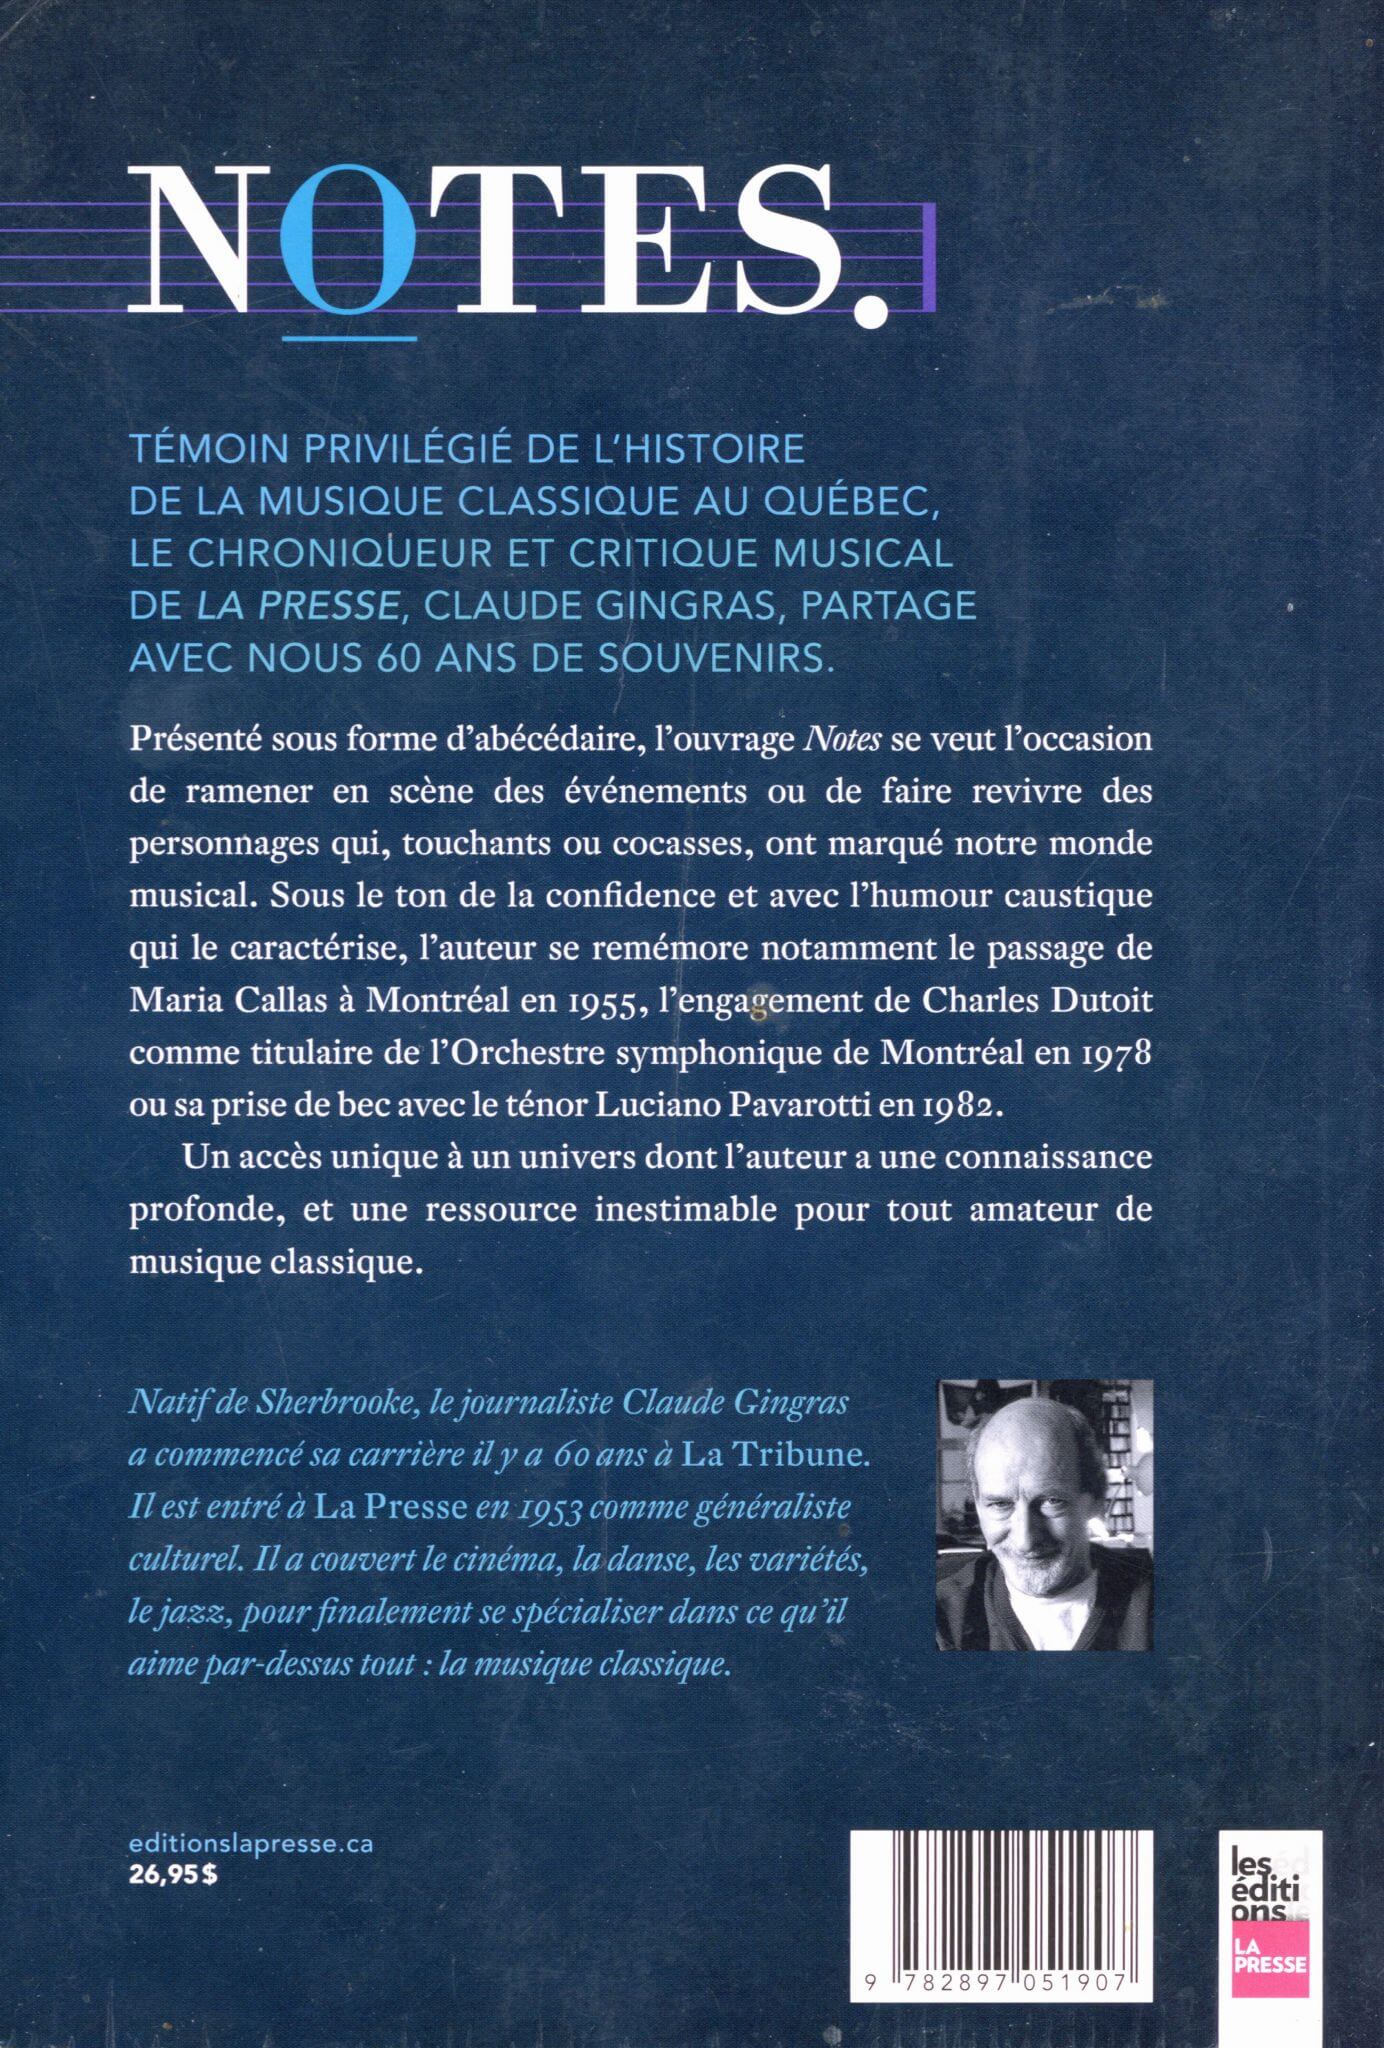 NOTES.
TÉMOIN PRIVILÉGIÉ DE L'HISTOIRE
DE LA MUSIQUE CLASSIQUE AU QUÉBEC,
LE CHRONIQUEUR ET CRITIQUE MUSICAL
DE LA PRESSE, CLAUDE GINGRAS, PARTAGE
AVEC NOUS 60 ANS DE SOUVENIRS.
Présenté sous forme d'abécédaire, l'ouvrage Notes se veut l'occasion
de ramener en scène des événements ou de faire revivre des
personnages qui, touchants ou cocasses, ont marqué notre monde
musical. Sous le ton de la confidence et avec l'humour caustique
qui le caractérise, l'auteur se remémore notamment le passage de
Maria Callas à Montréal en 1955, l'engagement de Charles Dutoit
comme titulaire de l'Orchestre symphonique de Montréal en 1978
ou sa prise de bec avec le ténor Luciano Pavarotti en 1982.
Un accès unique à un univers dont l'auteur a une connaissance
profonde, et une ressource inestimable pour tout amateur de
musique classique.
Natif de Sherbrooke, le journaliste Claude Gingras
a commencé sa carrière il y a 60 ans à La Tribune.
Il est entré à La Presse en 1953 comme généraliste
culturel. Il a couvert le cinéma, la danse, les variétés,
le jazz, pour finalement se spécialiser dans ce qu'il
aime par-dessus tout : la musique classique.
editionslapresse.ca
26,95 $
9 782897 051907
les
éditi
ons
LA
PRESSE